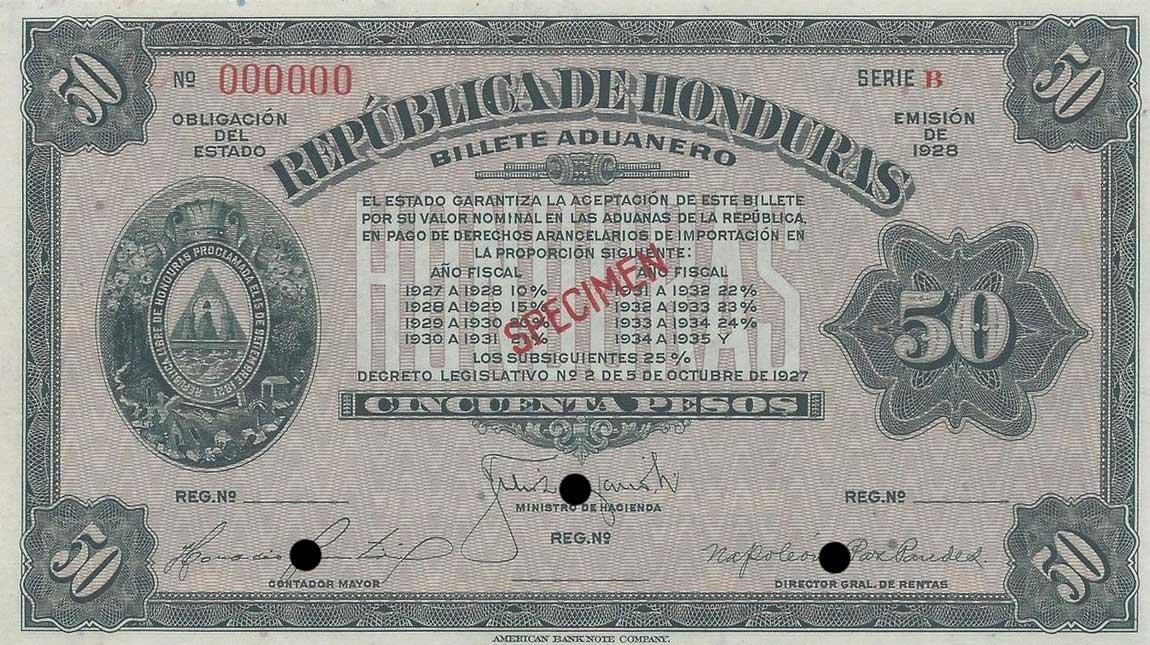 50
50
Nº 000000
SERIE B
OBLIGACIÓN
DEL
ESTADO
EMISIÓN
DE
1928
REPÚBLICA DE HONDURAS
BILLETE ADUANERO
HONDURAS
EL ESTADO GARANTIZA LA ACEPTACIÓN DE ESTE BILLETE
POR SU VALOR NOMINAL EN LAS ADUANAS DE LA REPÚBLICA,
EN PAGO DE DERECHOS ARANCELARIOS DE IMPORTACIÓN EN
LA PROPORCIÓN SIGUIENTE:
AÑO FISCAL AÑO FISCAL
1927 A 1928 10% 1931 A 1932 22%
1928 A 1929 15% 1932 A 1933 23%
1929 A 1930 1933 A 1934 24%
1930 A 1931 1934 A 1935 Y
LOS SUBSIGUIENTES 25 %
DECRETO LEGISLATIVO Nº 2 DE 5 DE OCTUBRE DE 1927
SPECIMEN
REPÚBLICA LIBRE DE HONDURAS PROCLAMADA EL 15 DE SETIEMBRE 1821
50
CINCUENTA PESOS
REG.Nº
REG.Nº
MINISTRO DE HACIENDA
REG.Nº
Napoleón Paz
CONTADOR MAYOR
DIRECTOR GRAL. DE RENTAS
50
50
AMERICAN BANK NOTE COMPANY.